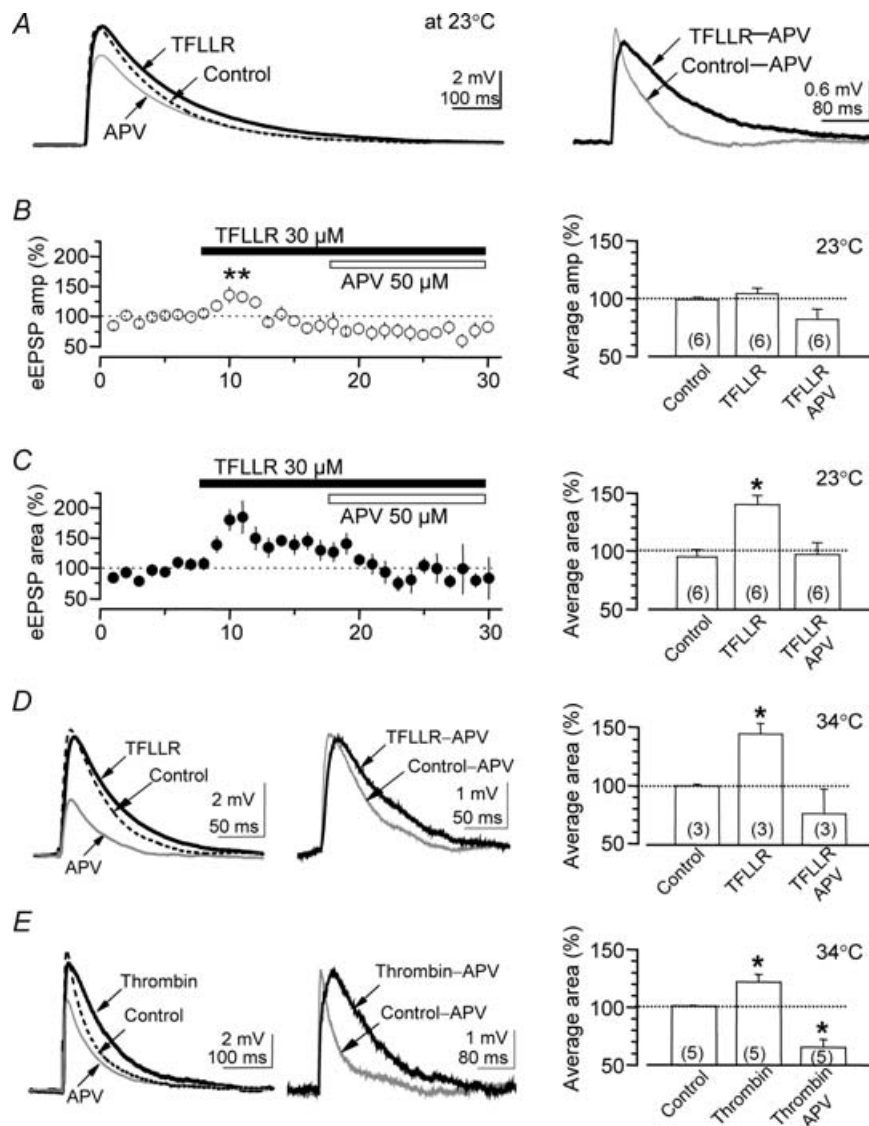 A
at 23°C
TFLLR
Control
APV
2 mV
100 ms
TFLLR—APV
Control—APV
0.6 mV
80 ms
B
eEPSP amp (%)
200
150
100
50
TFLLR 30 µM
**
APV 50 µM
0
10
20
30
Average amp (%)
150
100
50
23°C
(6)
(6)
(6)
Control
TFLLR
TFLLR
APV
C
eEPSP area (%)
200
150
100
50
TFLLR 30 µM
APV 50 µM
0
10
20
30
Average area (%)
150
100
50
23°C
*
(6)
(6)
(6)
Control
TFLLR
TFLLR
APV
D
TFLLR
Control
APV
2 mV
50 ms
TFLLR–APV
Control–APV
1 mV
50 ms
Average area (%)
150
100
50
34°C
*
(3)
(3)
(3)
Control
TFLLR
TFLLR
APV
E
Thrombin
Control
APV
2 mV
100 ms
Thrombin–APV
Control–APV
1 mV
80 ms
Average area (%)
150
100
50
34°C
*
*
(5)
(5)
(5)
Control
Thrombin
Thrombin
APV